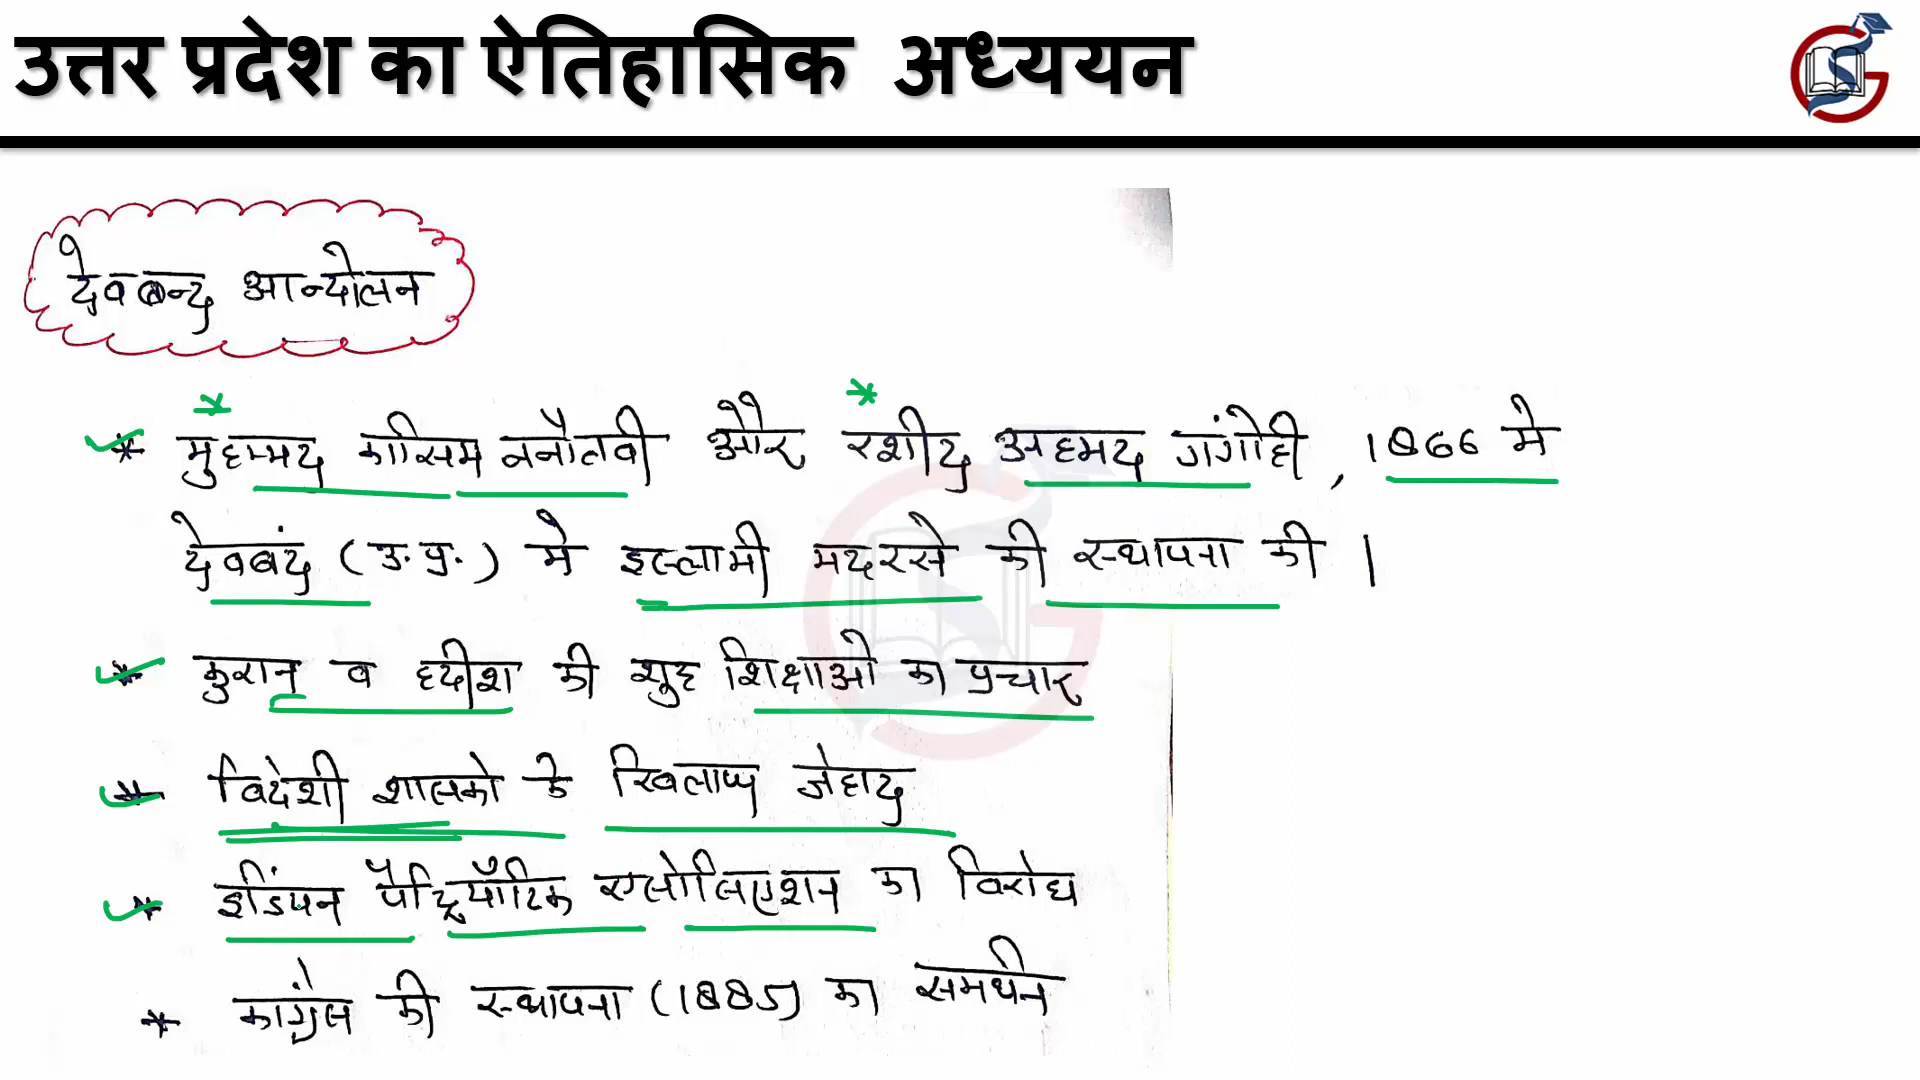 उत्तर प्रदेश का ऐतिहासिक अध्ययन
देवबन्द आन्दोलन
* मुहम्मद कासिम ननौतवी और रशीद अहमद गंगोही, 1866 मे
देवबंद (उ. प्र.) मे इस्लामी मदरसे की स्थापना की ।
* कुरान व हदीश की शुद्ध शिक्षाओ का प्रचार
* विदेशी शासको के खिलाफ जेहाद
* इंडियन पैट्रियॉटिक एसोसिएशन का विरोध
* कांग्रेस की स्थापना (1885) का समर्थन